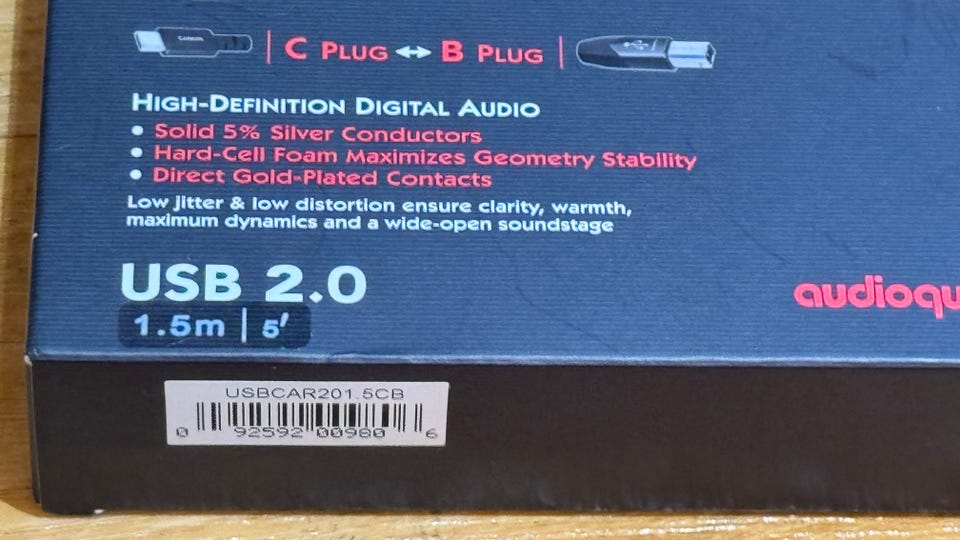 C PLUG ↔ B PLUG
HIGH-DEFINITION DIGITAL AUDIO
• Solid 5% Silver Conductors
• Hard-Cell Foam Maximizes Geometry Stability
• Direct Gold-Plated Contacts
Low jitter & low distortion ensure clarity, warmth,
maximum dynamics and a wide-open soundstage
USB 2.0
audioqu
1.5m | 5'
USBCAR201.5CB
0 92592 00980 6